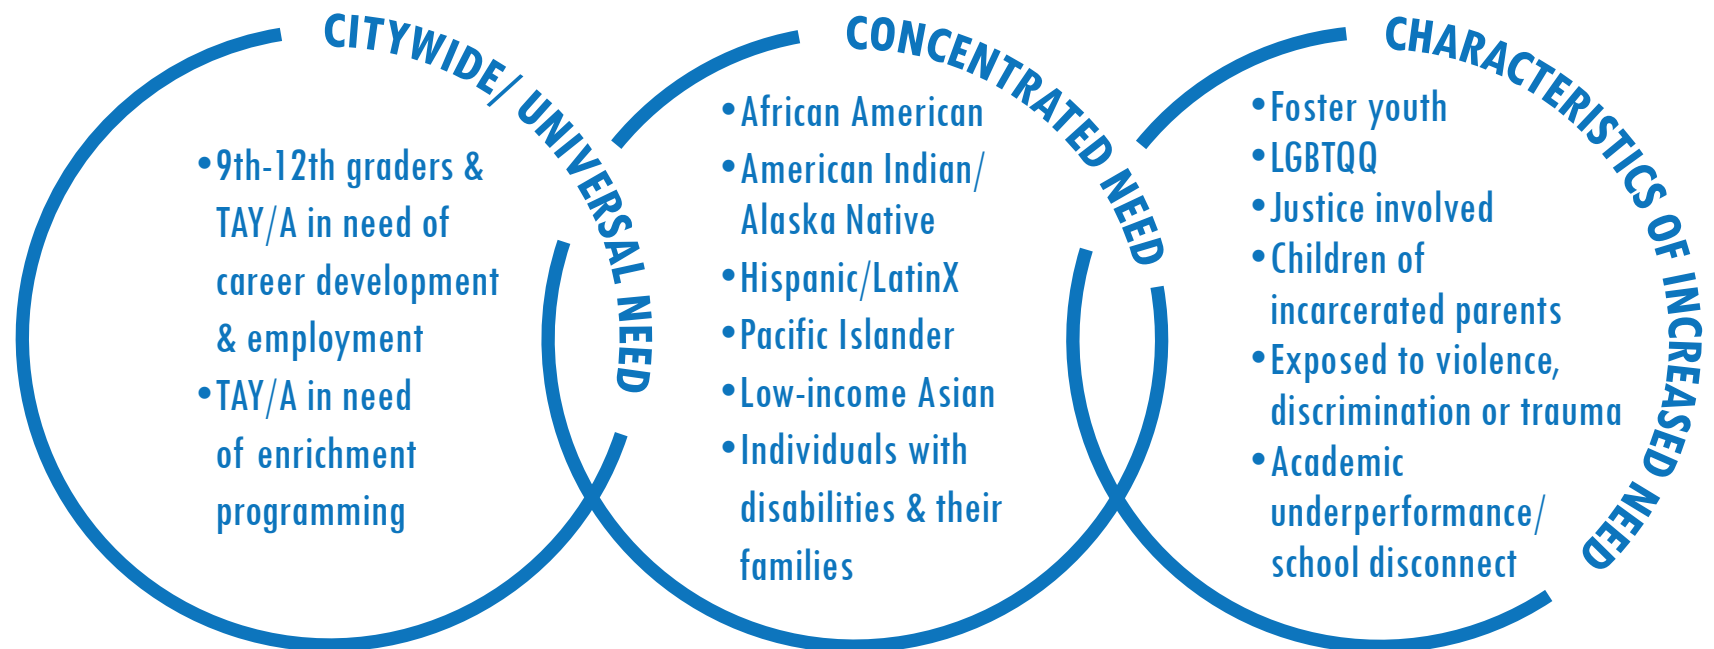 CITYWIDE/ UNIVERSAL NEED
•9th-12th graders &
TAY/A in need of
career development
& employment
•TAY/A in need
of enrichment
programming
CONCENTRATED NEED
•African American
•American Indian/
Alaska Native
•Hispanic/LatinX
•Pacific Islander
•Low-income Asian
•Individuals with
disabilities & their
families
CHARACTERISTICS OF INCREASED NEED
•Foster youth
•LGBTQQ
•Justice involved
•Children of
incarcerated parents
•Exposed to violence,
discrimination or trauma
•Academic
underperformance/
school disconnect